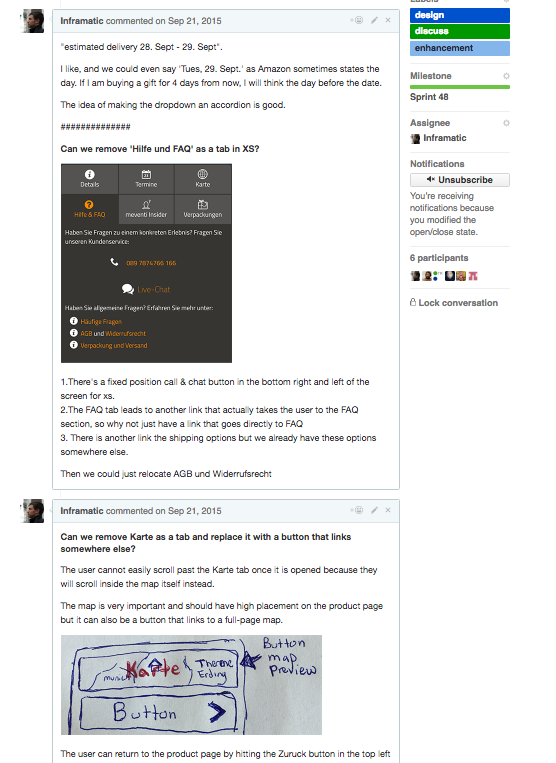 Inframatic commented on Sep 21, 2015
"estimated delivery 28. Sept - 29. Sept".
I like, and we could even say 'Tues, 29. Sept.' as Amazon sometimes states the
day. If I am buying a gift for 4 days from now, I will think the day before the date.
The idea of making the dropdown an accordion is good.
##############
Can we remove 'Hilfe und FAQ' as a tab in XS?
Details
Termine
Karte
Hilfe & FAQ
meventi Insider
Verpackungen
Haben Sie Fragen zu einem konkreten Erlebnis? Fragen Sie
unseren Kundenservice:
089 7874766 166
Live-Chat
Haben Sie allgemeine Fragen? Erfahren Sie mehr unter:
Häufige Fragen
AGB und Widerrufsrecht
Verpackung und Versand
1.There's a fixed position call & chat button in the bottom right and left of the
screen for xs.
2.The FAQ tab leads to another link that actually takes the user to the FAQ
section, so why not just have a link that goes directly to FAQ
3. There is another link the shipping options but we already have these options
somewhere else.
Then we could just relocate AGB und Widerrufsrecht
Inframatic commented on Sep 21, 2015
Can we remove Karte as a tab and replace it with a button that links
somewhere else?
The user cannot easily scroll past the Karte tab once it is opened because they
will scroll inside the map itself instead.
The map is very important and should have high placement on the product page
but it can also be a button that links to a full-page map.
Karte
Therme
Erding
Button
map
Preview
Button
The user can return to the product page by hitting the Zuruck button in the top left
Labels
design
discuss
enhancement
Milestone
Sprint 48
Assignee
Inframatic
Notifications
Unsubscribe
You're receiving
notifications because
you modified the
open/close state.
6 participants
Lock conversation